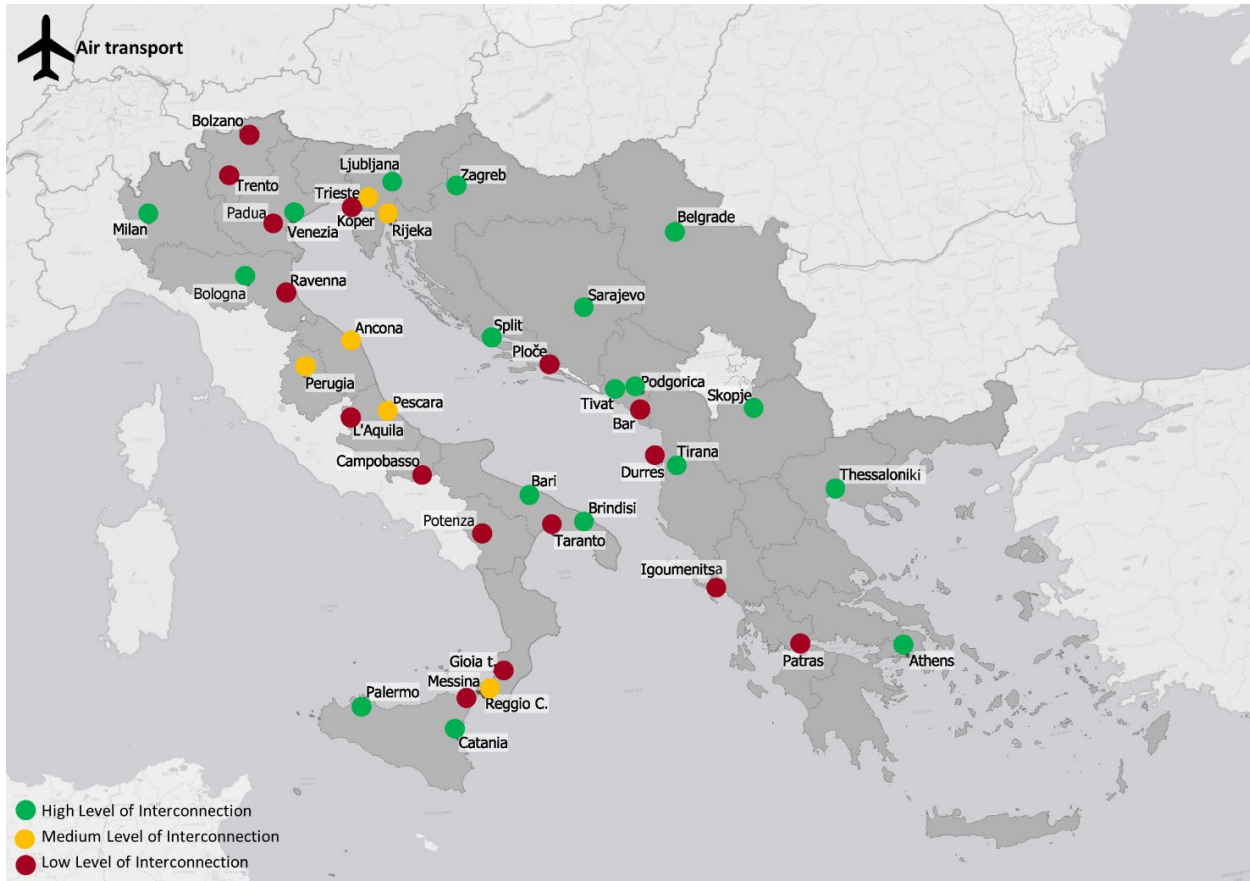 Air transport
Bolzano
Ljubljana
Zagreb
Trento
Trieste
Padua
Koper
Milan
Venezia
Rijeka
Belgrade
Ravenna
Bologna
Sarajevo
Ancona
Split
Ploče
Perugia
Podgorica
Skopje
Tivat
Pescara
Bar
L'Aquila
Campobasso
Tirana
Durres
Thessaloniki
Bari
Brindisi
Potenza
Taranto
Igoumenitsa
Gioia t.
Patras
Athens
Messina
Palermo
Reggio C.
Catania
High Level of Interconnection
Medium Level of Interconnection
Low Level of Interconnection